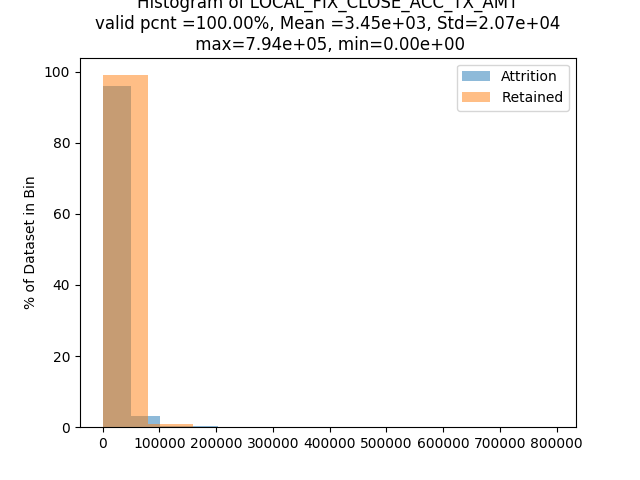 Histogram of LOCAL_FIX_CLOSE_ACC_TX_AMT
valid pcnt =100.00%, Mean =3.45e+03, Std=2.07e+04
max=7.94e+05, min=0.00e+00
Attrition
Retained
% of Dataset in Bin
100
80
60
40
20
0
0 100000 200000 300000 400000 500000 600000 700000 800000